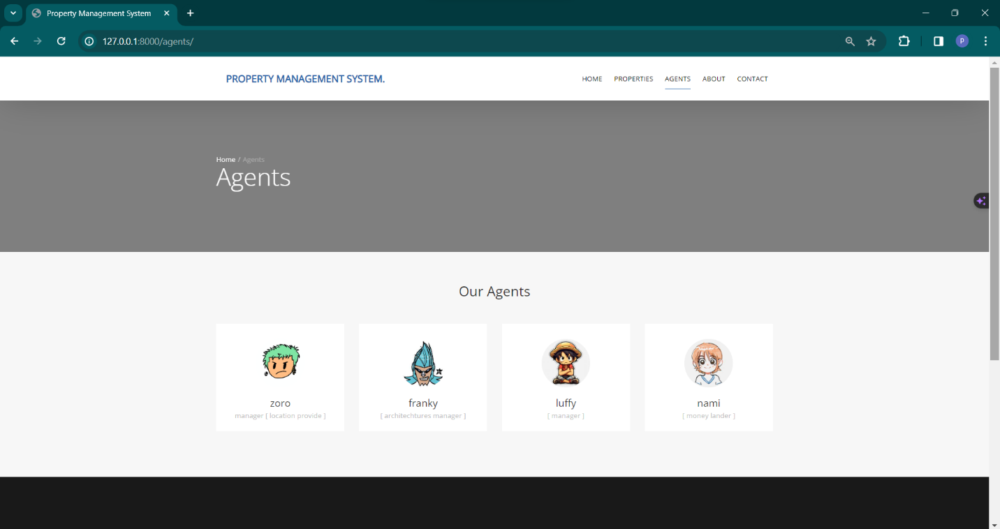 Property Management System
127.0.0.1:8000/agents/
P
PROPERTY MANAGEMENT SYSTEM.
HOME PROPERTIES AGENTS ABOUT CONTACT
Home / Agents
Agents
Our Agents
zoro
manager [ location provide ]
franky
[ architechtures manager ]
luffy
[ manager ]
nami
[ money lander ]